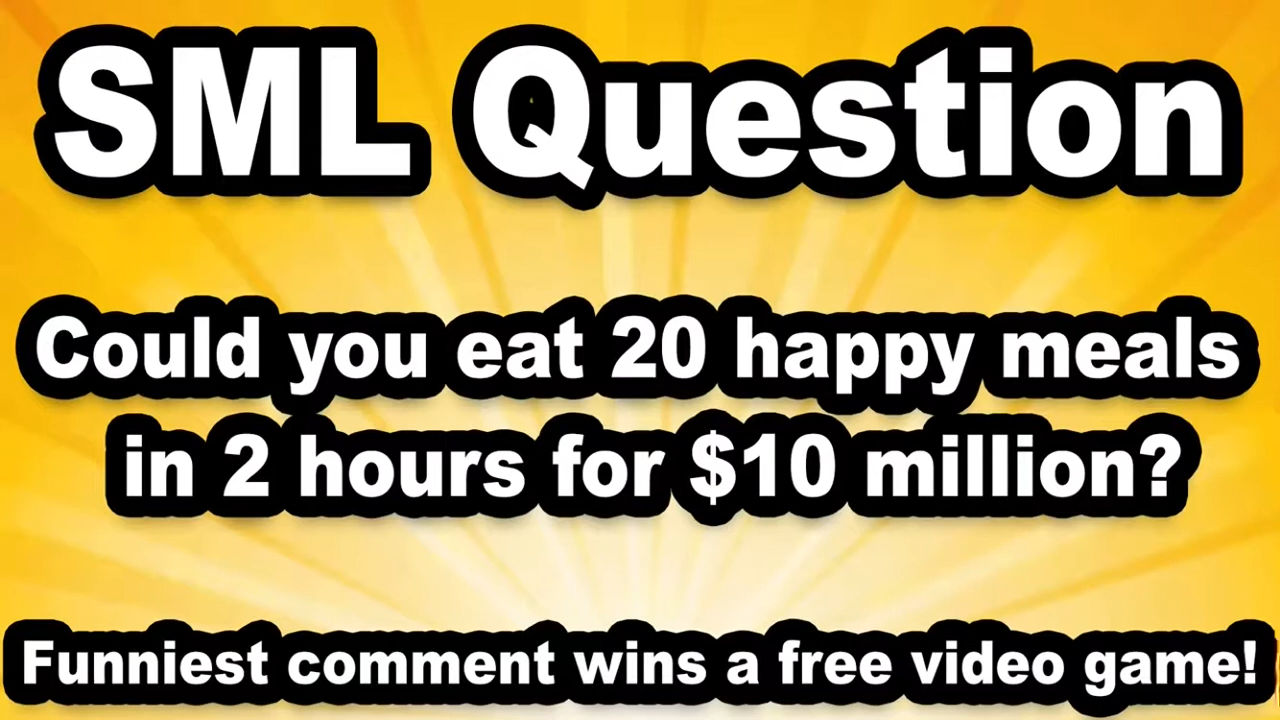 SML Question
Could you eat 20 happy meals
in 2 hours for $10 million?
Funniest comment wins a free video game!